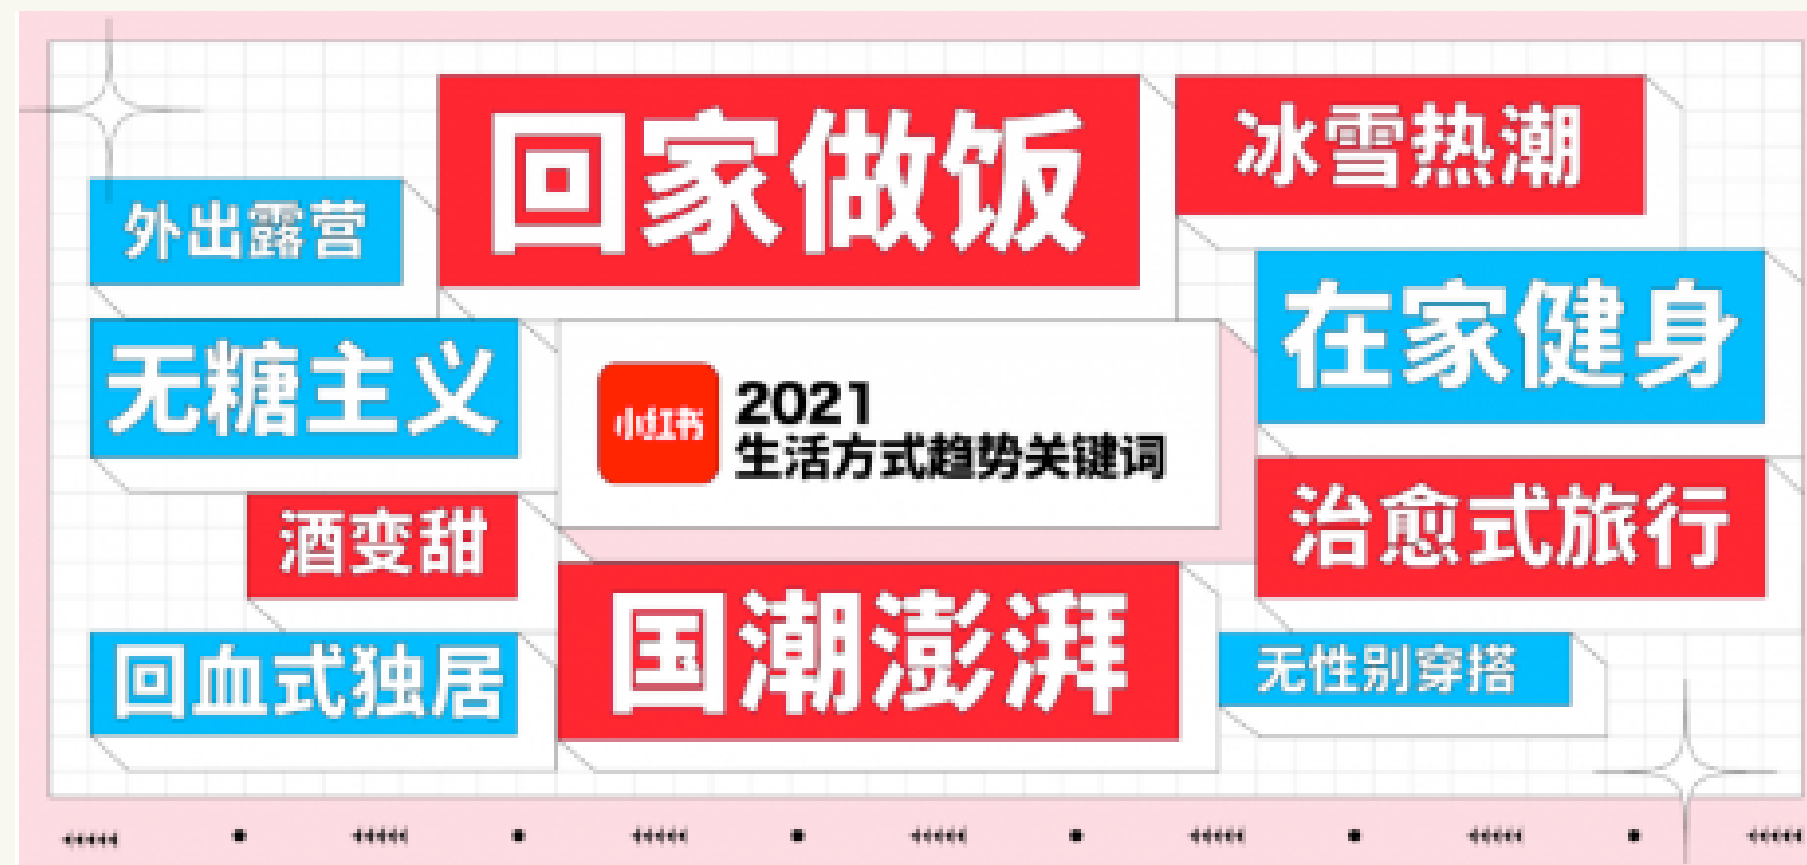 回家做饭
冰雪热潮
外出露营
在家健身
无糖主义
小红书
2021
生活方式趋势关键词
治愈式旅行
酒变甜
国潮澎湃
回血式独居
无性别穿搭